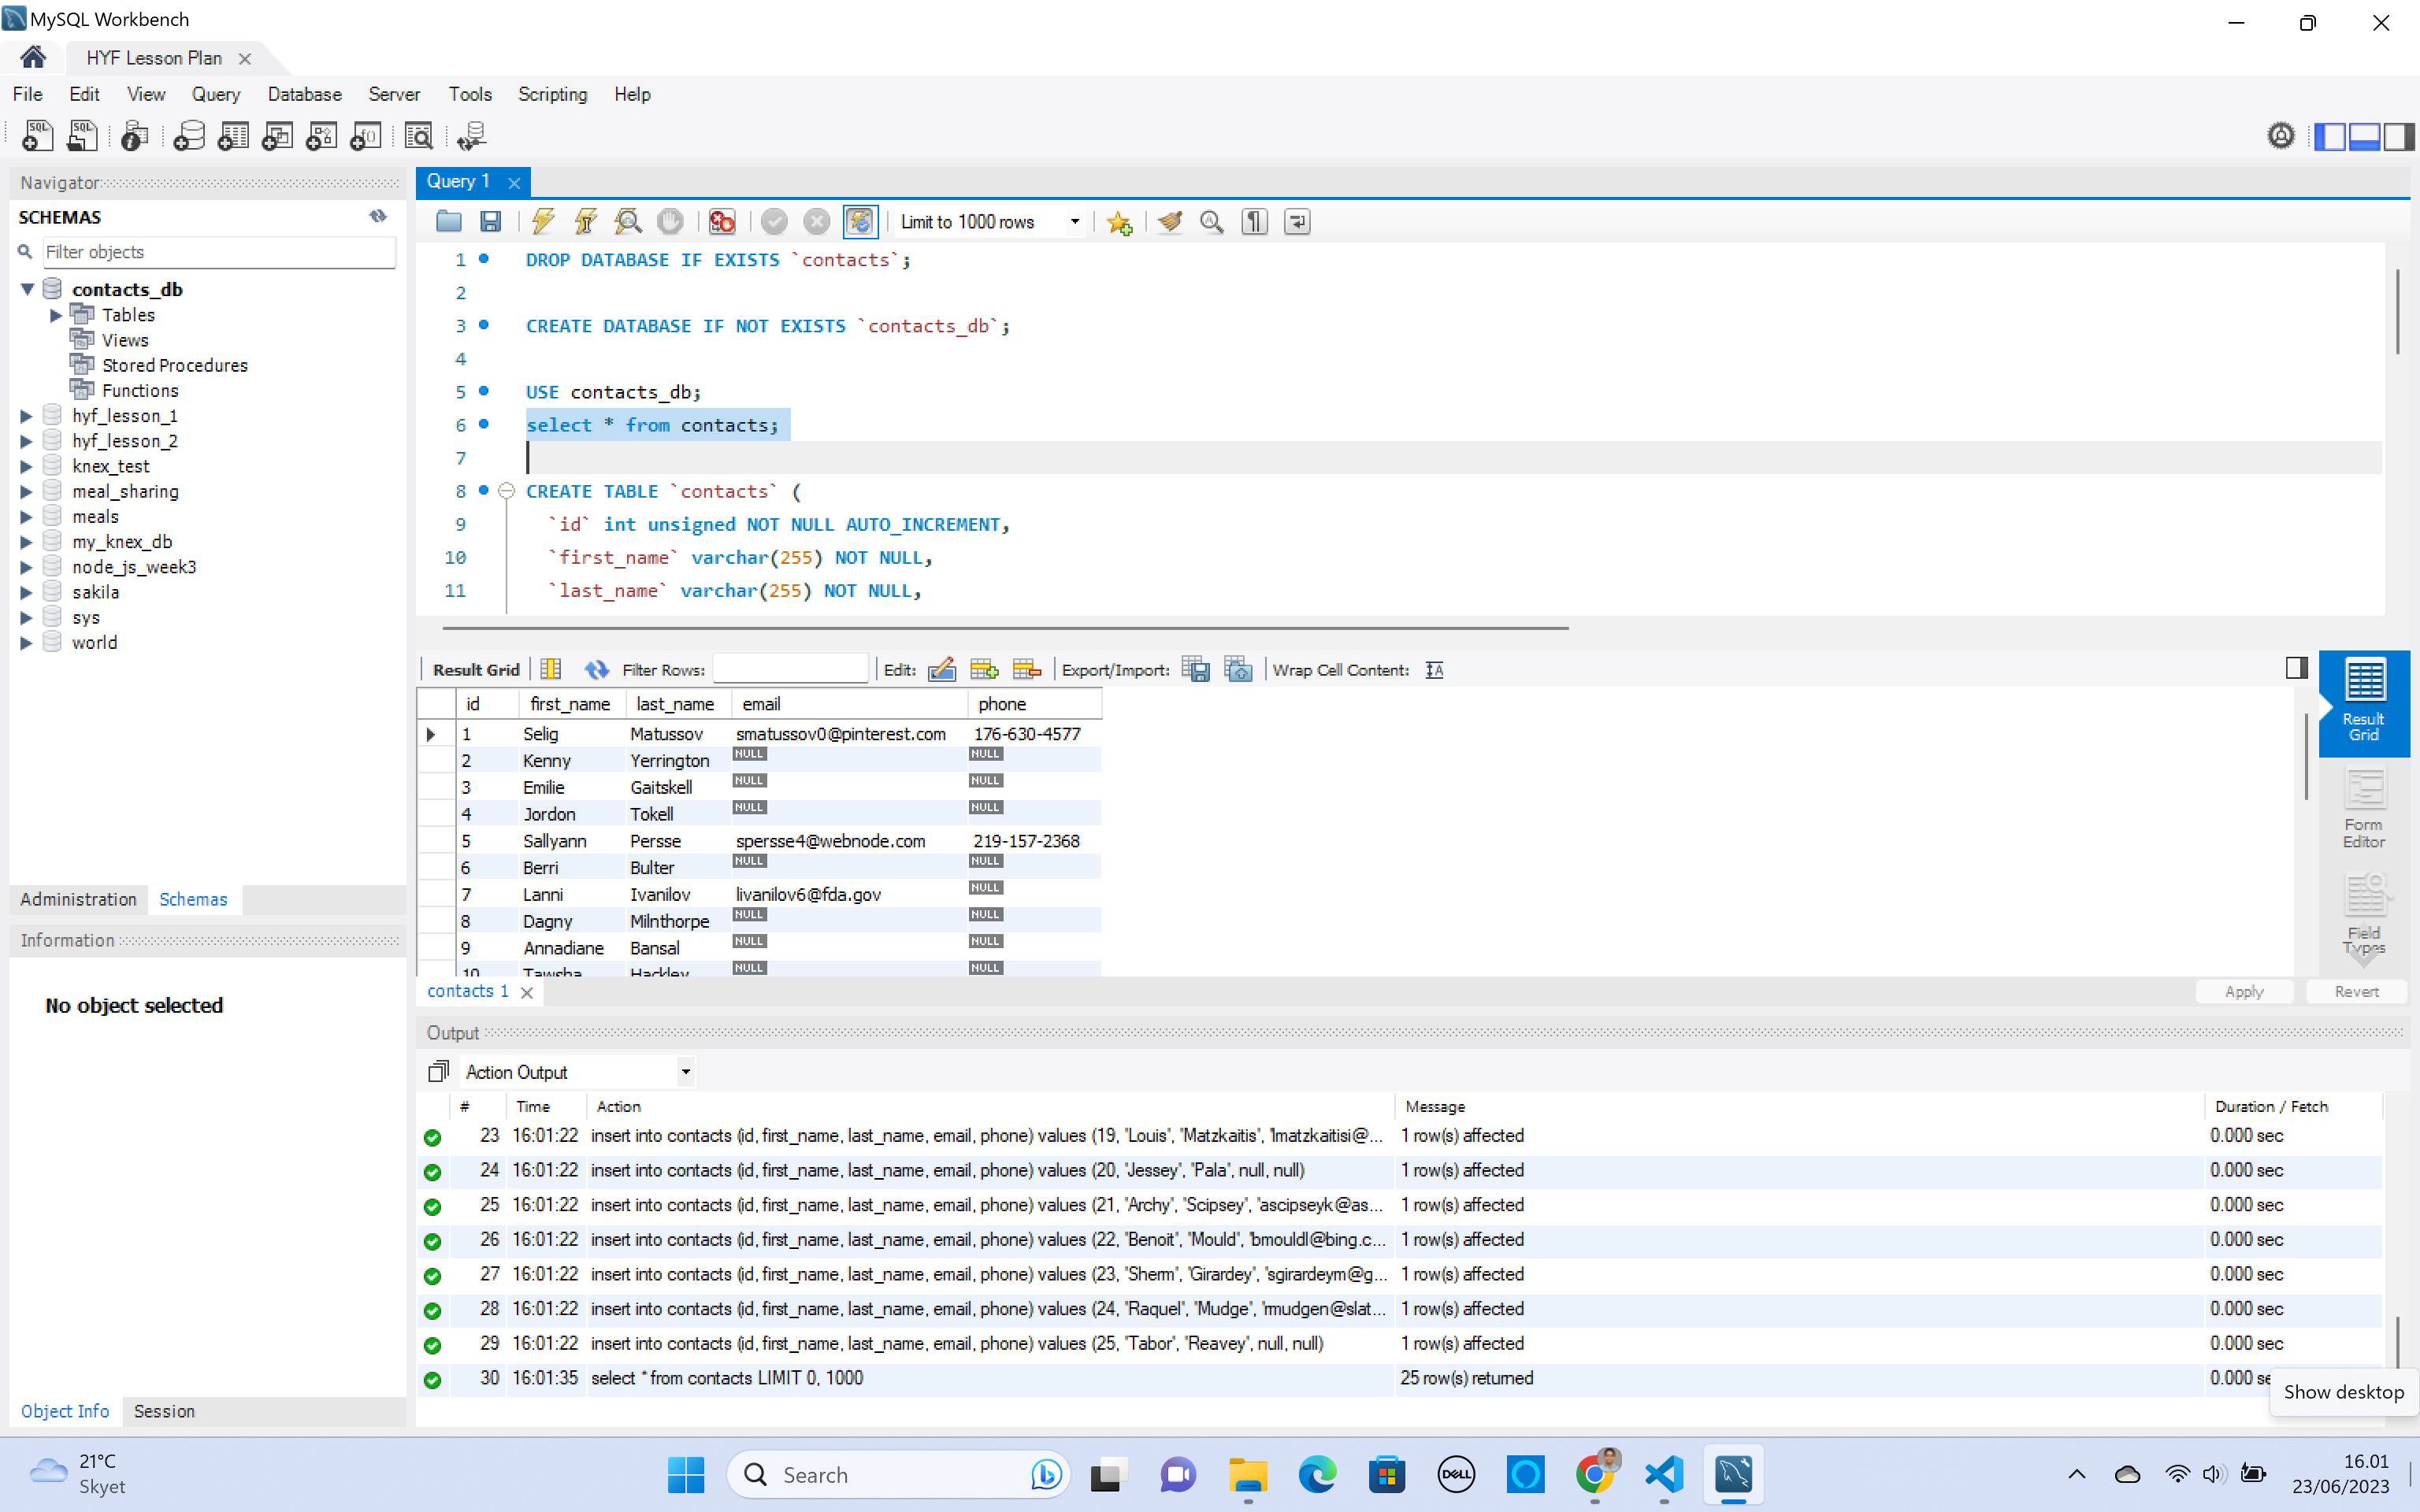 MySQL Workbench
HYF Lesson Plan
File Edit View Query Database Server Tools Scripting Help
Navigator
SCHEMAS
Filter objects
contacts_db
Tables
Views
Stored Procedures
Functions
hyf_lesson_1
hyf_lesson_2
knex_test
meal_sharing
meals
my_knex_db
node_js_week3
sakila
sys
world
Administration Schemas
Information
No object selected
Object Info Session
Query 1
Limit to 1000 rows
1 DROP DATABASE IF EXISTS `contacts`;
2
3 CREATE DATABASE IF NOT EXISTS `contacts_db`;
4
5 USE contacts_db;
6 select * from contacts;
7
8 CREATE TABLE `contacts` (
9 `id` int unsigned NOT NULL AUTO_INCREMENT,
10 `first_name` varchar(255) NOT NULL,
11 `last_name` varchar(255) NOT NULL,
Result Grid Filter Rows: Edit: Export/Import: Wrap Cell Content:
id first_name last_name email phone
1 Selig Matussov smatussov0@pinterest.com 176-630-4577
2 Kenny Yerrington NULL NULL
3 Emilie Gaitskell NULL NULL
4 Jordon Tokell NULL NULL
5 Sallyann Persse spersse4@webnode.com 219-157-2368
6 Berri Bulter NULL NULL
7 Lanni Ivanilov livanilov6@fda.gov NULL
8 Dagny Milnthorpe NULL NULL
9 Annadiane Bansal NULL NULL
10 Tawsha Hackley NULL NULL
Result Grid
Form Editor
Field Types
contacts 1
Apply Revert
Output
Action Output
# Time Action Message Duration / Fetch
23 16:01:22 insert into contacts (id, first_name, last_name, email, phone) values (19, 'Louis', 'Matzkaitis', 'lmatzkaitisi@... 1 row(s) affected 0.000 sec
24 16:01:22 insert into contacts (id, first_name, last_name, email, phone) values (20, 'Jessey', 'Pala', null, null) 1 row(s) affected 0.000 sec
25 16:01:22 insert into contacts (id, first_name, last_name, email, phone) values (21, 'Archy', 'Scipsey', 'ascipseyk@as... 1 row(s) affected 0.000 sec
26 16:01:22 insert into contacts (id, first_name, last_name, email, phone) values (22, 'Benoit', 'Mould', 'bmouldl@bing.c... 1 row(s) affected 0.000 sec
27 16:01:22 insert into contacts (id, first_name, last_name, email, phone) values (23, 'Sherm', 'Girardey', 'sgirardeym@g... 1 row(s) affected 0.000 sec
28 16:01:22 insert into contacts (id, first_name, last_name, email, phone) values (24, 'Raquel', 'Mudge', 'rmudgen@slat... 1 row(s) affected 0.000 sec
29 16:01:22 insert into contacts (id, first_name, last_name, email, phone) values (25, 'Tabor', 'Reavey', null, null) 1 row(s) affected 0.000 sec
30 16:01:35 select * from contacts LIMIT 0, 1000 25 row(s) returned 0.000 se
Show desktop
21°C
Skyet
Search
DELL
16.01
23/06/2023